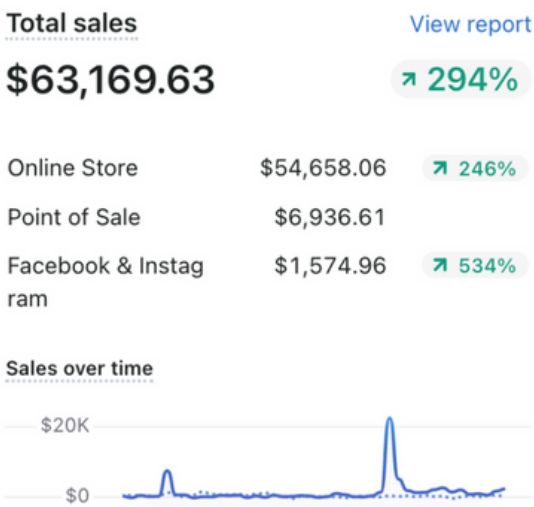 Total sales View report
$63,169.63 294%
Online Store $54,658.06 246%
Point of Sale $6,936.61
Facebook & Instag $1,574.96 534%
ram
Sales over time
$20K
$0